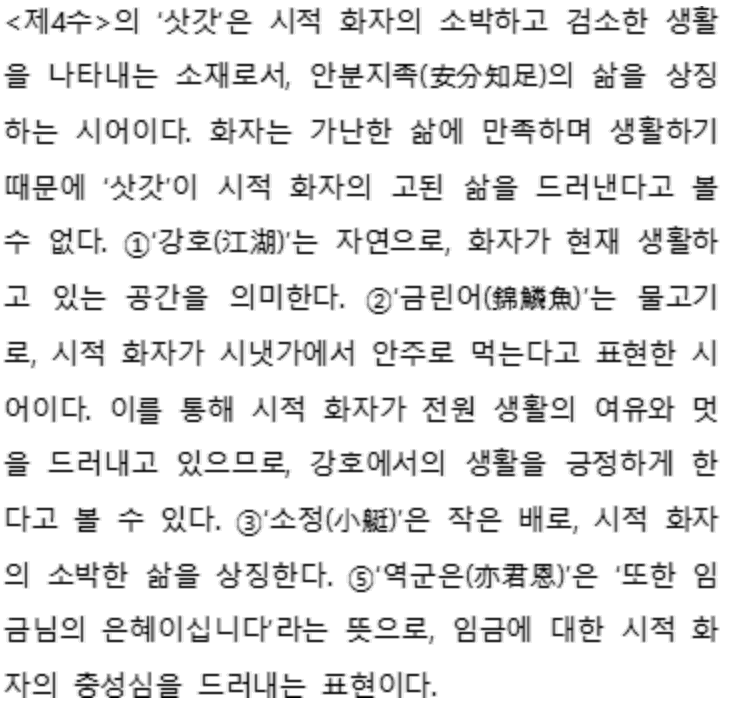 <제4수>의 '삿갓'은 시적 화자의 소박하고 검소한 생활
을 나타내는 소재로서, 안분지족(安分知足)의 삶을 상징
하는 시어이다. 화자는 가난한 삶에 만족하며 생활하기
때문에 '삿갓'이 시적 화자의 고된 삶을 드러낸다고 볼
수 없다. ①'강호(江湖)'는 자연으로, 화자가 현재 생활하
고 있는 공간을 의미한다. ②'금린어(錦鱗魚)'는 물고기
로, 시적 화자가 시냇가에서 안주로 먹는다고 표현한 시
어이다. 이를 통해 시적 화자가 전원 생활의 여유와 멋
을 드러내고 있으므로, 강호에서의 생활을 긍정하게 한
다고 볼 수 있다. ③'소정(小艇)'은 작은 배로, 시적 화자
의 소박한 삶을 상징한다. ⑤'역군은(亦君恩)'은 '또한 임
금님의 은혜이십니다'라는 뜻으로, 임금에 대한 시적 화
자의 충성심을 드러내는 표현이다.